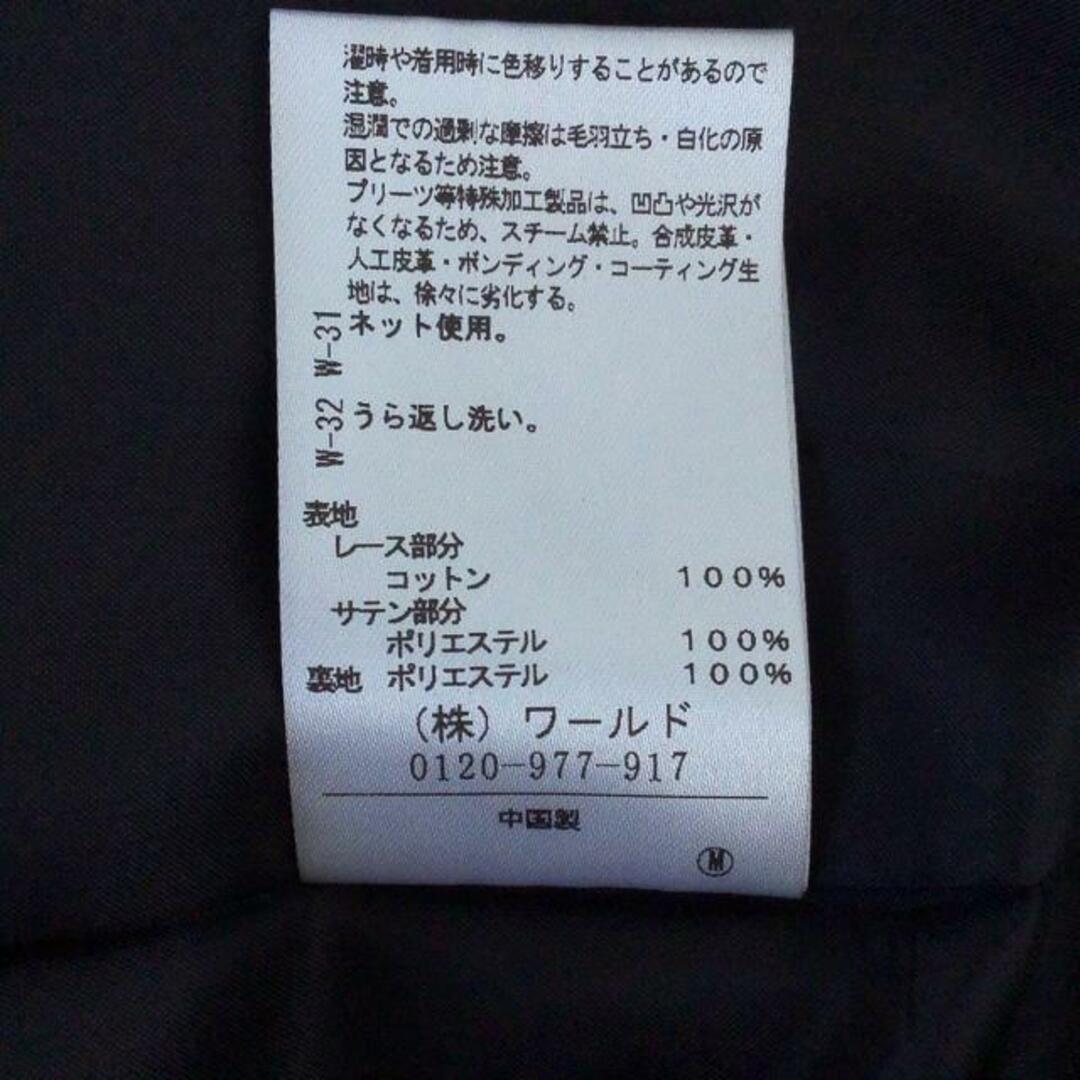 濯時や着用時に色移りすることがあるので
注意。
湿潤での過剰な摩擦は毛羽立ち・白化の原
因となるため注意。
プリーツ等特殊加工製品は、凹凸や光沢が
なくなるため、スチーム禁止。合成皮革・
人工皮革・ボンディング・コーティング生
地は、徐々に劣化する。
W-31 ネット使用。
W-32 うら返し洗い。
表地
レース部分
コットン 100%
サテン部分
ポリエステル 100%
裏地 ポリエステル 100%
(株) ワールド
0120-977-917
中国製
Ⓜ